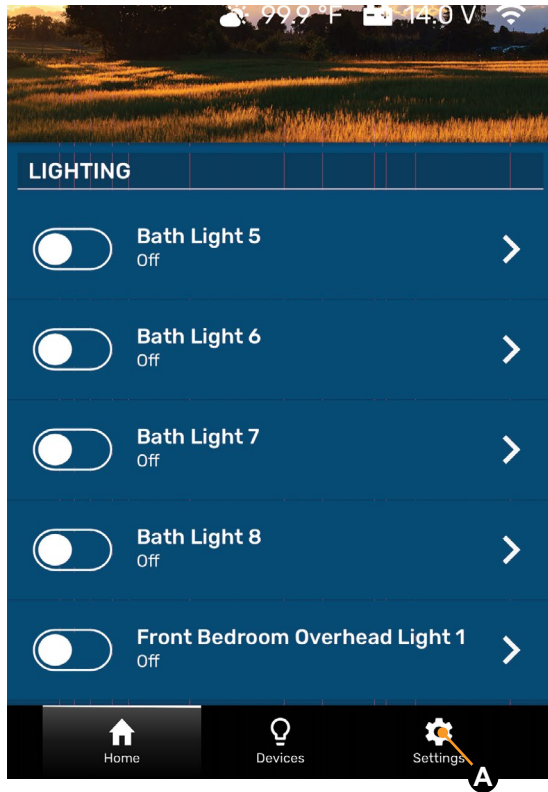 99.9 °F 14.0 V
LIGHTING
Bath Light 5
Off
Bath Light 6
Off
Bath Light 7
Off
Bath Light 8
Off
Front Bedroom Overhead Light 1
Off
Home Devices Settings
A